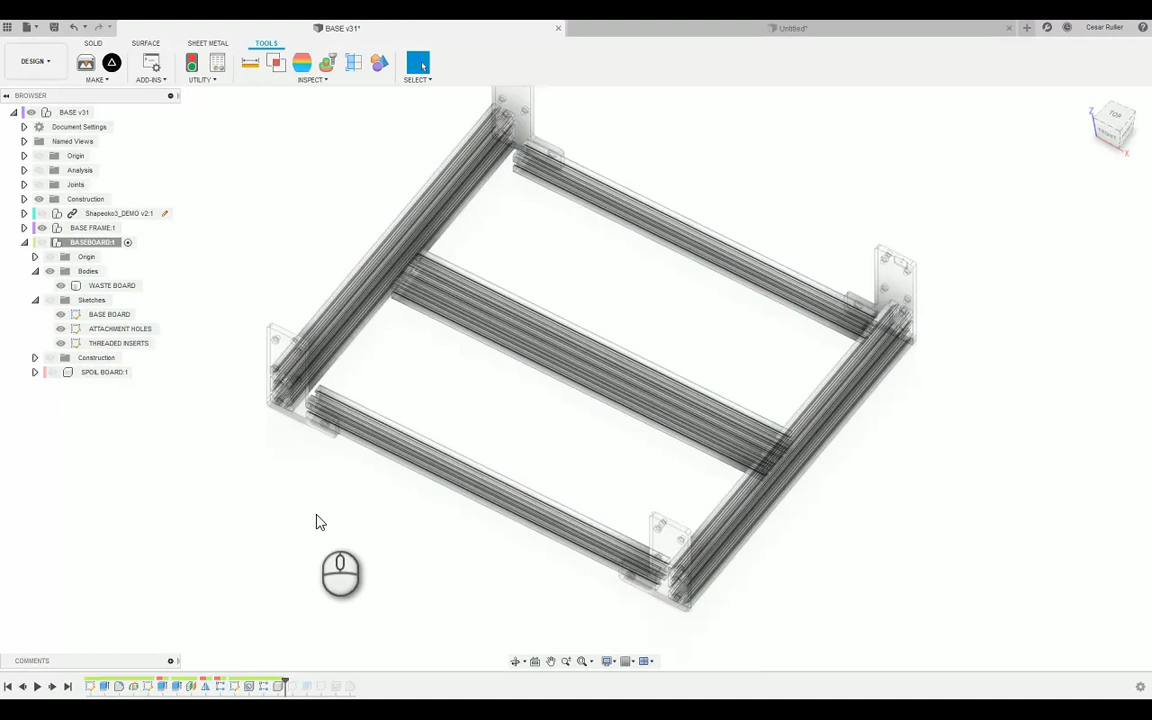 BASE v31*
Untitled*
Cesar Ruller
DESIGN
SOLID
SURFACE
SHEET METAL
TOOLS
MAKE
ADD-INS
UTILITY
INSPECT
SELECT
BROWSER
BASE v31
Document Settings
Named Views
Origin
Analysis
Joints
Construction
Shapeoko3_DEMO v2:1
BASE FRAME:1
BASEBOARD:1
Origin
Bodies
WASTE BOARD
Sketches
BASE BOARD
ATTACHMENT HOLES
THREADED INSERTS
Construction
SPOIL BOARD:1
Z
TOP
FRONT
X
COMMENTS